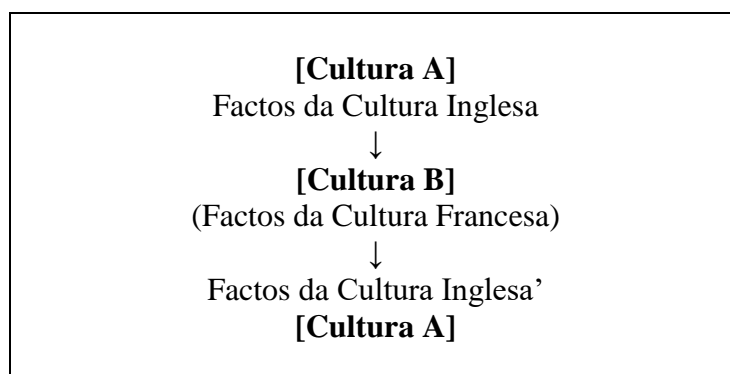 [Cultura A]
Factos da Cultura Inglesa
↓
[Cultura B]
(Factos da Cultura Francesa)
↓
Factos da Cultura Inglesa’
[Cultura A]